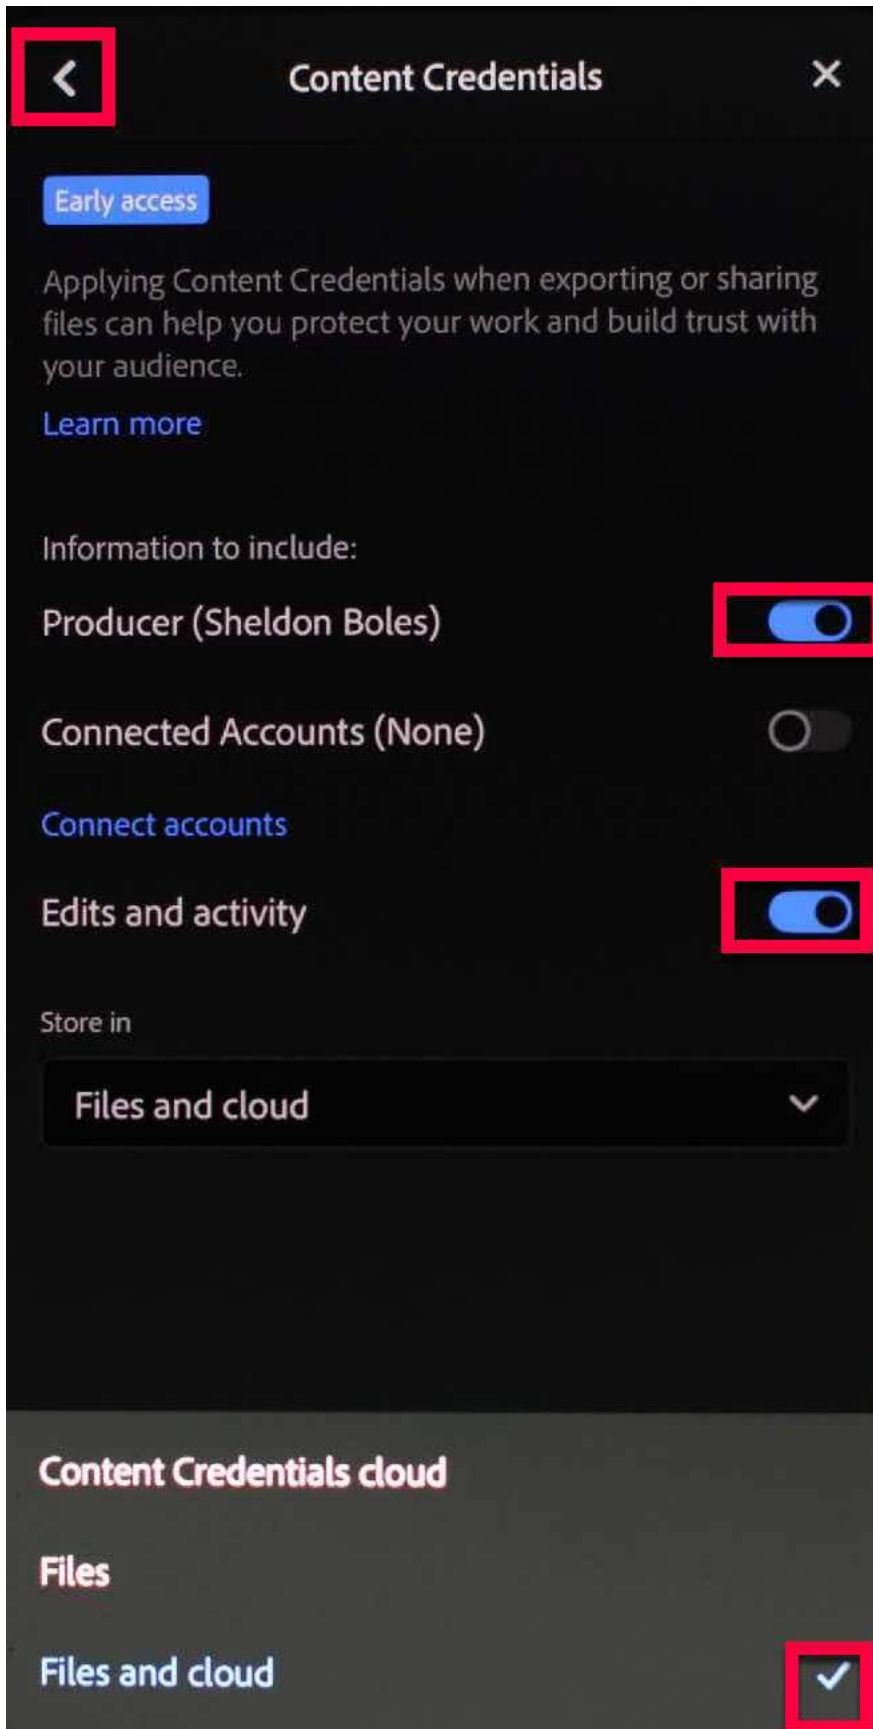 Content Credentials
Early access
Applying Content Credentials when exporting or sharing
files can help you protect your work and build trust with
your audience.
Learn more
Information to include:
Producer (Sheldon Boles)
Connected Accounts (None)
Connect accounts
Edits and activity
Store in
Files and cloud
Content Credentials cloud
Files
Files and cloud